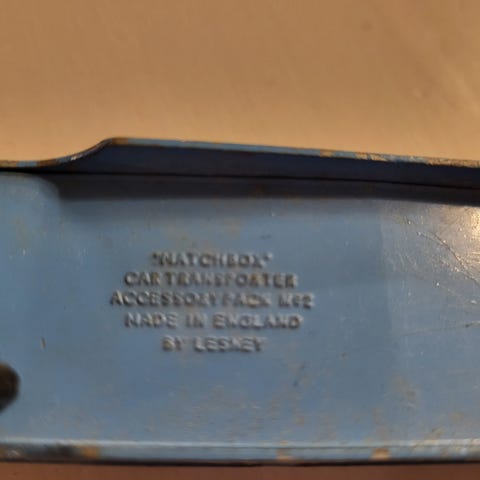 "MATCHBOX"
CAR TRANSPORTER
ACCESSORY PACK Nº2
MADE IN ENGLAND
BY LESNEY